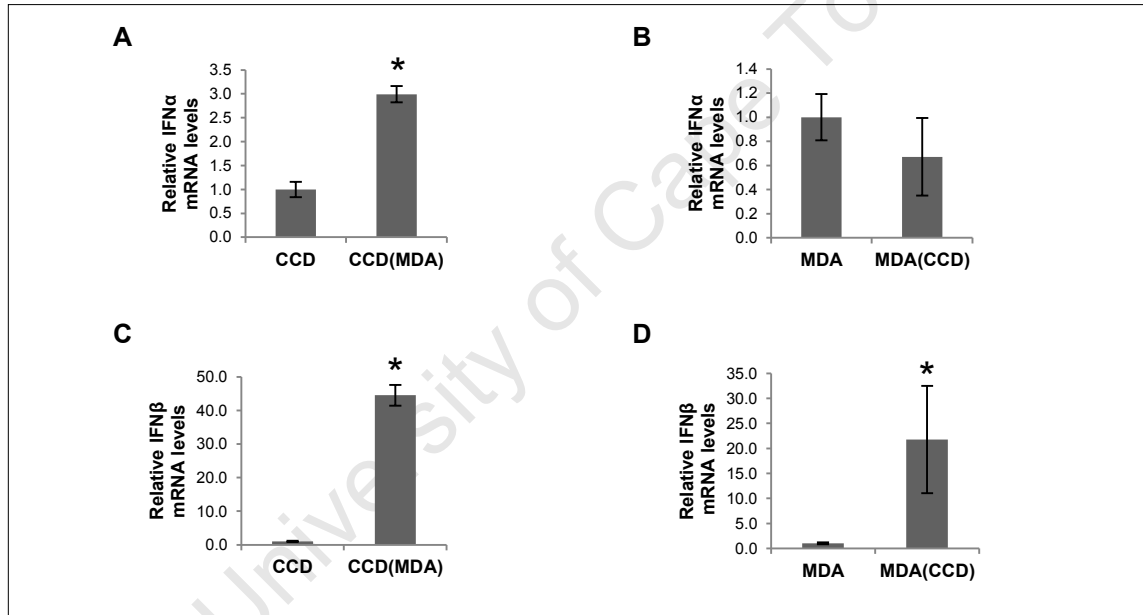 A
Relative IFNα
mRNA levels
3.5
3.0
2.5
2.0
1.5
1.0
0.5
0.0
*
CCD
CCD(MDA)
B
Relative IFNα
mRNA levels
1.4
1.2
1.0
0.8
0.6
0.4
0.2
0.0
MDA
MDA(CCD)
C
Relative IFNβ
mRNA levels
50.0
40.0
30.0
20.0
10.0
0.0
*
CCD
CCD(MDA)
D
Relative IFNβ
mRNA levels
35.0
30.0
25.0
20.0
15.0
10.0
5.0
0.0
*
MDA
MDA(CCD)
University of Cape To